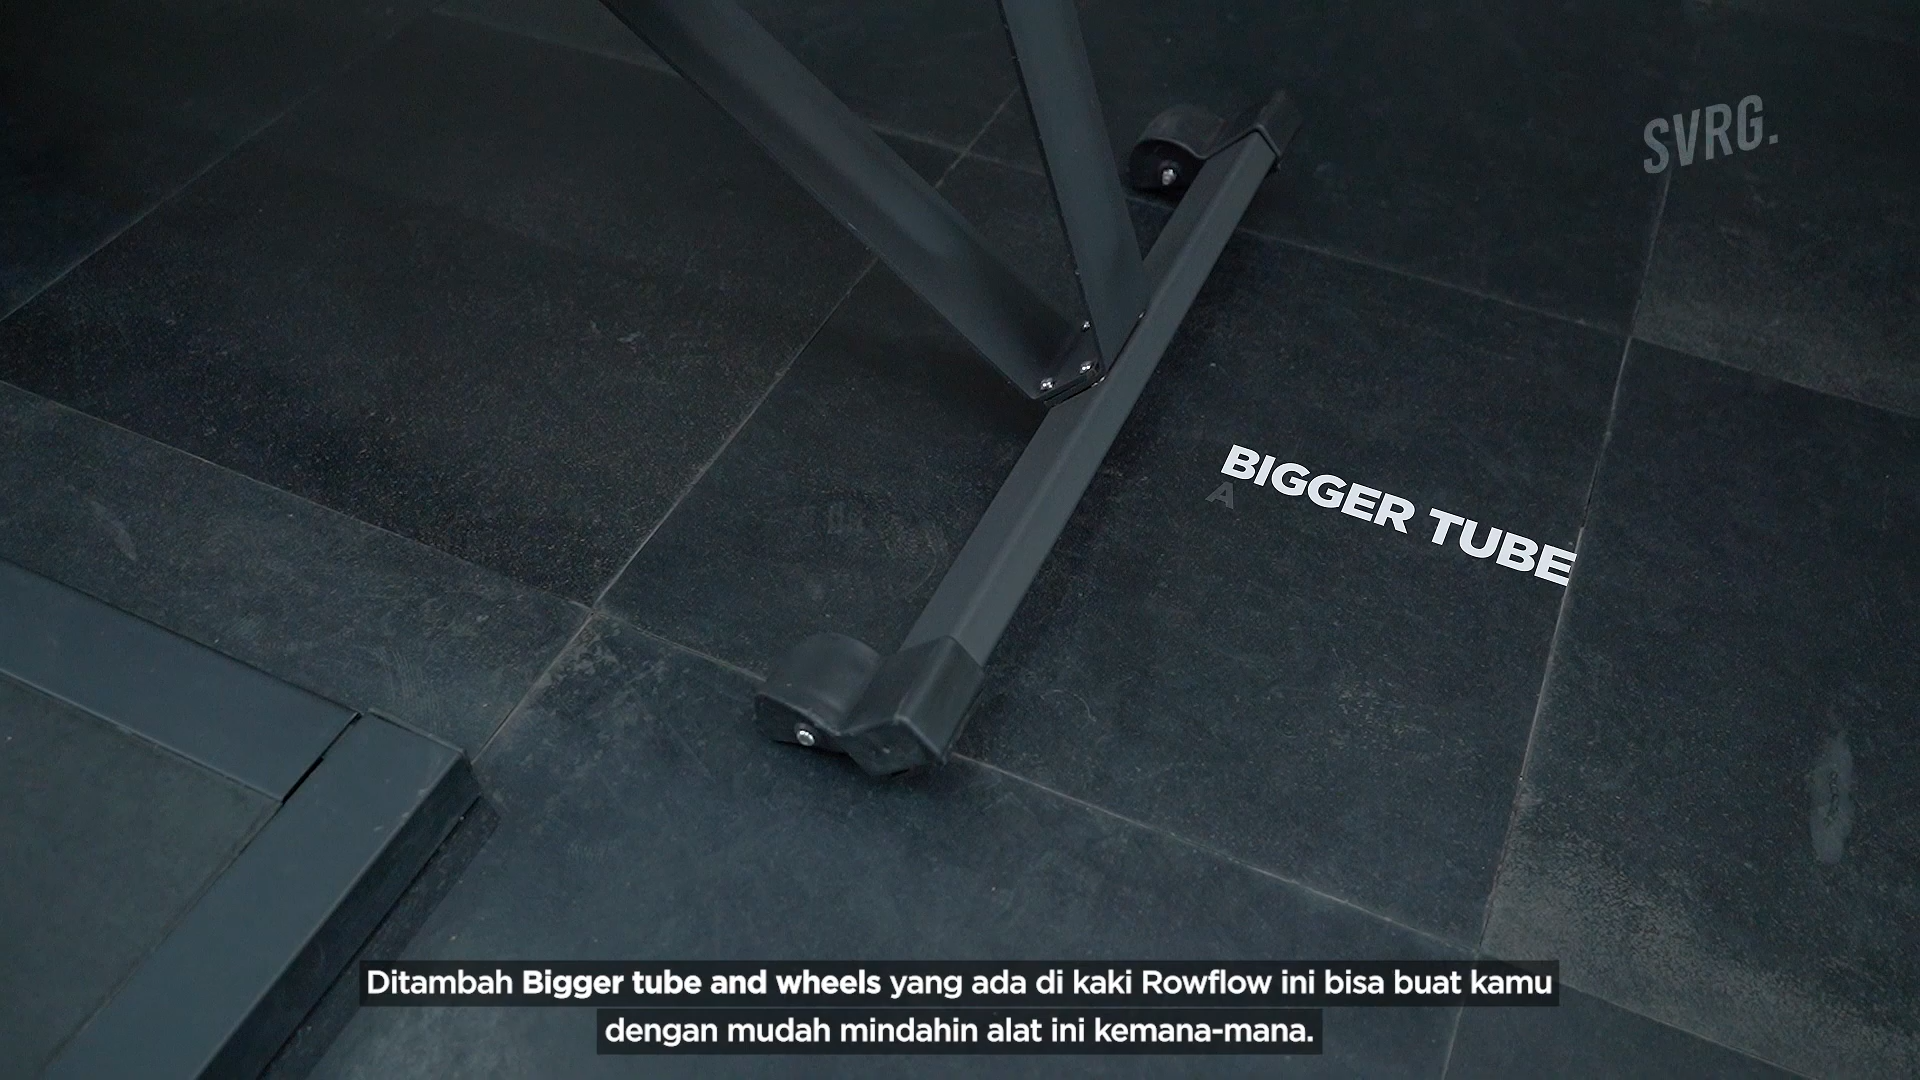 SVRG.
BIGGER TUBE
A
Ditambah Bigger tube and wheels yang ada di kaki Rowflow ini bisa buat kamu
dengan mudah mindahin alat ini kemana-mana.